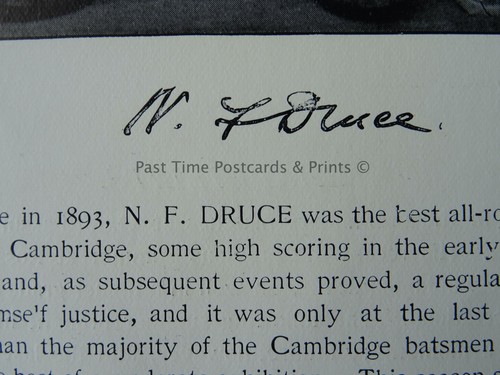 N. F Druce.
Past Time Postcards & Prints ©
e in 1893, N. F. DRUCE was the best all-ro
Cambridge, some high scoring in the early
and, as subsequent events proved, a regula
mse'f justice, and it was only at the last
han the majority of the Cambridge batsmen